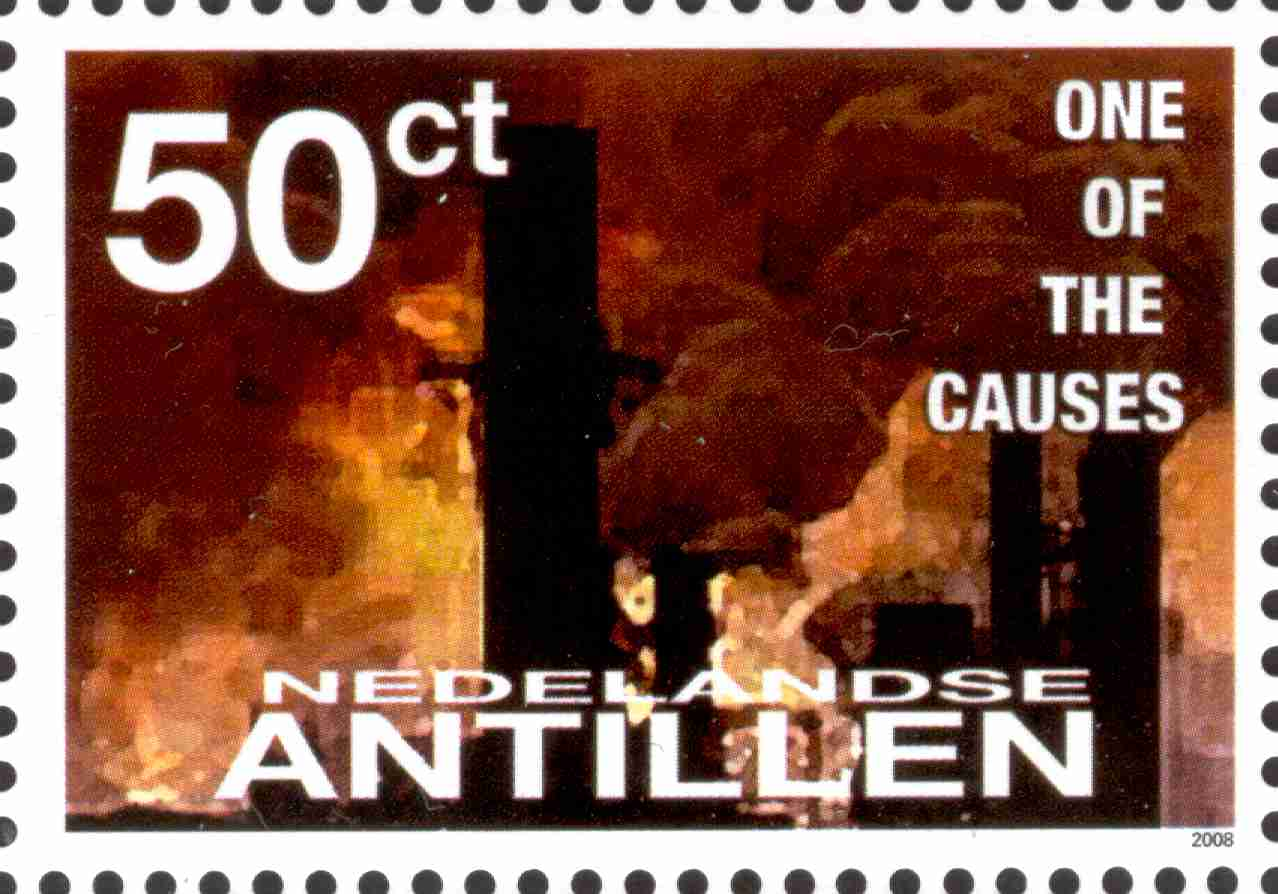 50ct
ONE
OF
THE
CAUSES
NEDELANDSE
ANTILLEN
2008